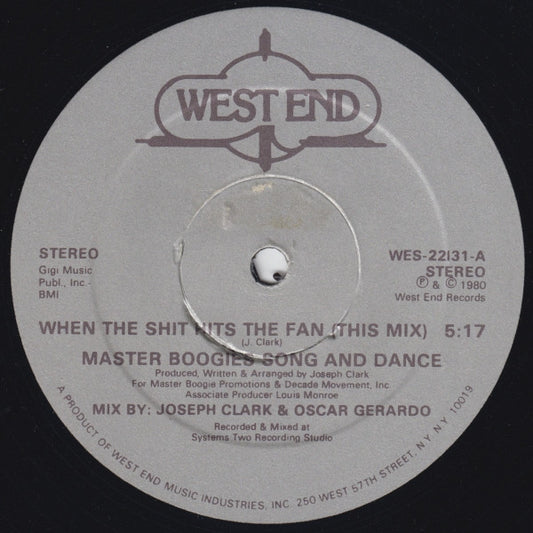 WEST END
STEREO
Gigi Music
Publ., Inc -
BMI
WES-22131-A
STEREO
Ⓟ & © 1980
West End Records
WHEN THE SHIT HITS THE FAN (THIS MIX) 5:17
(J. Clark)
MASTER BOOGIES SONG AND DANCE
Produced, Written & Arranged by Joseph Clark
For Master Boogie Promotions & Decade Movement, Inc.
Associate Producer Louis Monroe
MIX BY: JOSEPH CLARK & OSCAR GERARDO
Recorded & Mixed at
Systems Two Recording Studio
A PRODUCT OF WEST END MUSIC INDUSTRIES, INC. 250 WEST 57TH STREET, NY, NY 10019